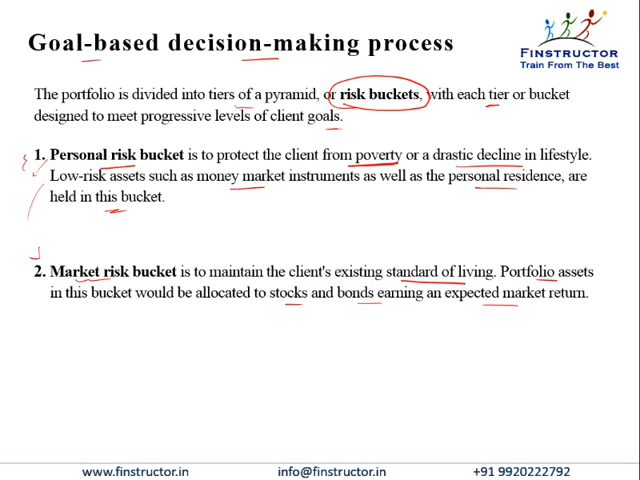 Goal-based decision-making process
FINSTRUCTOR
Train From The Best
The portfolio is divided into tiers of a pyramid, or risk buckets, with each tier or bucket
designed to meet progressive levels of client goals.
1. Personal risk bucket is to protect the client from poverty or a drastic decline in lifestyle.
Low-risk assets such as money market instruments as well as the personal residence, are
held in this bucket.
2. Market risk bucket is to maintain the client's existing standard of living. Portfolio assets
in this bucket would be allocated to stocks and bonds earning an expected market return.
www.finstructor.in info@finstructor.in +91 9920222792